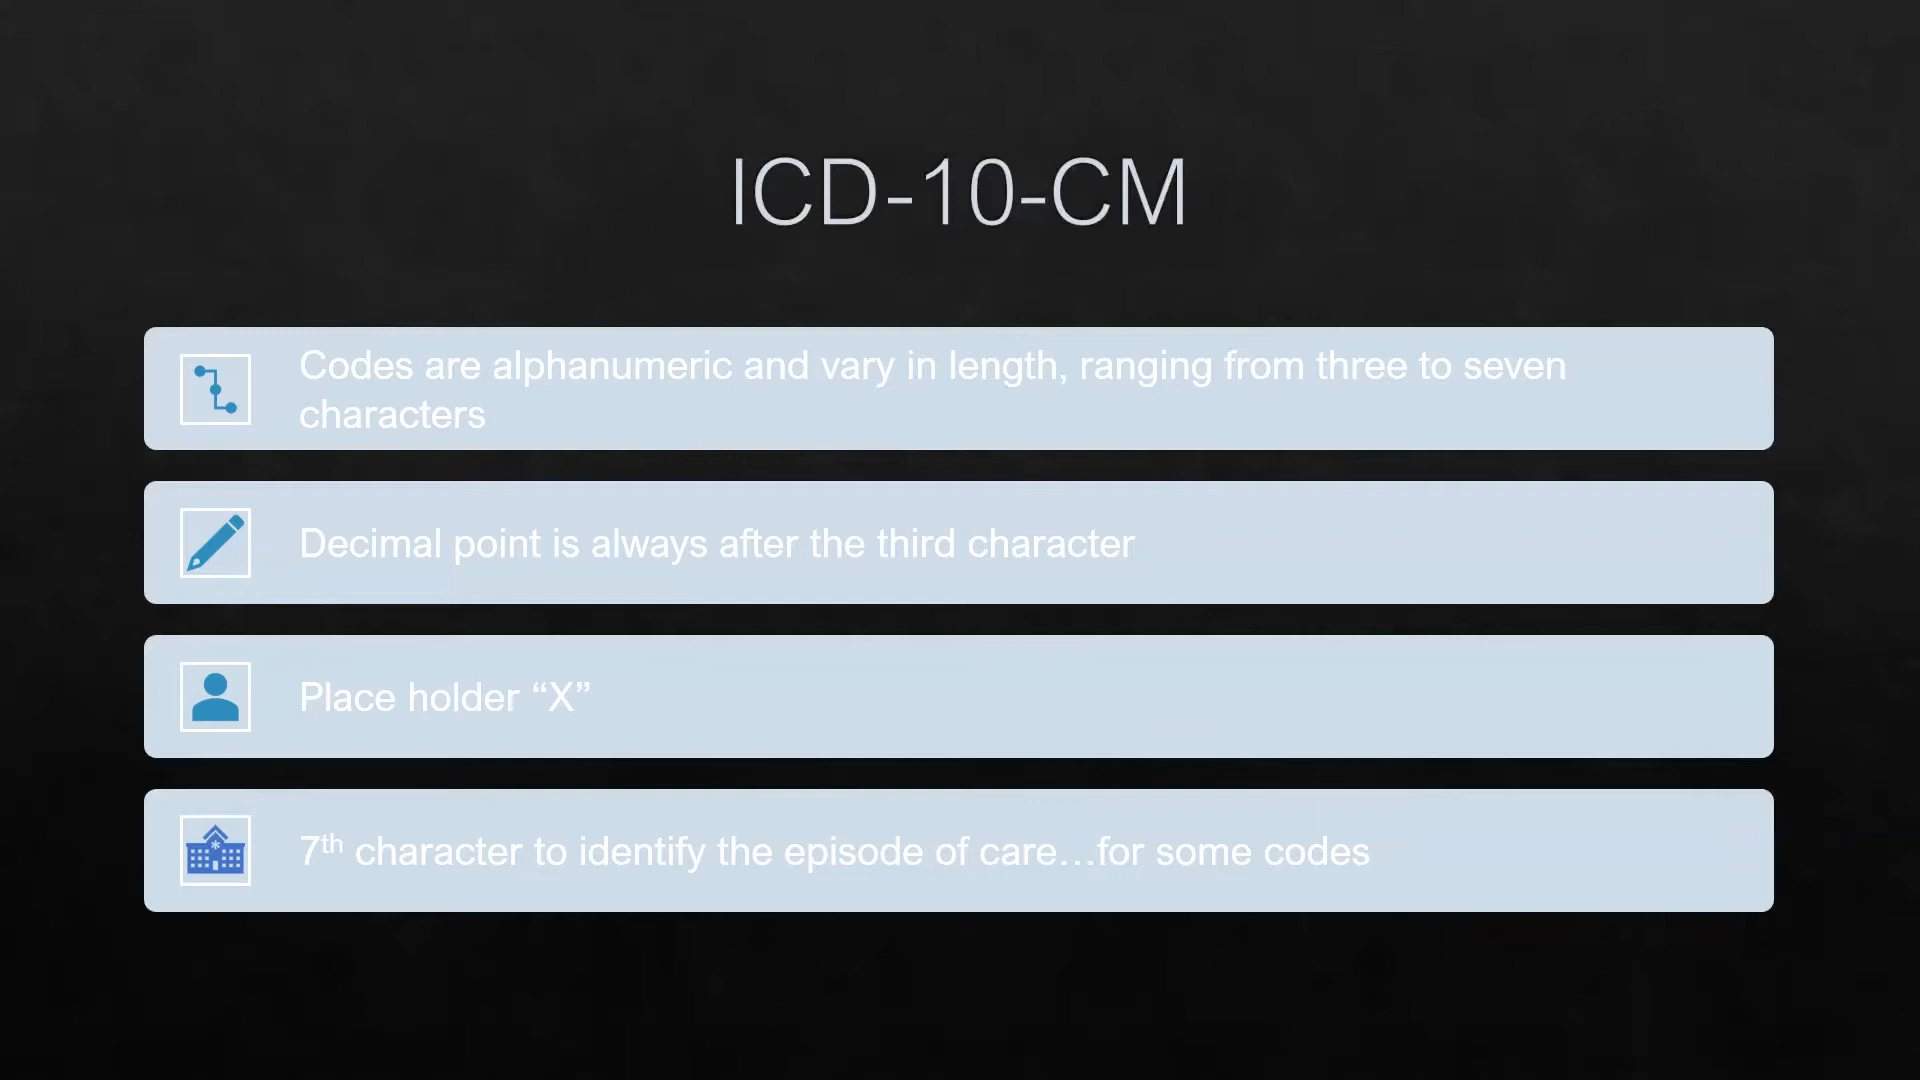 ICD-10-CM
Codes are alphanumeric and vary in length, ranging from three to seven
characters
Decimal point is always after the third character
Place holder “X”
7th character to identify the episode of care…for some codes